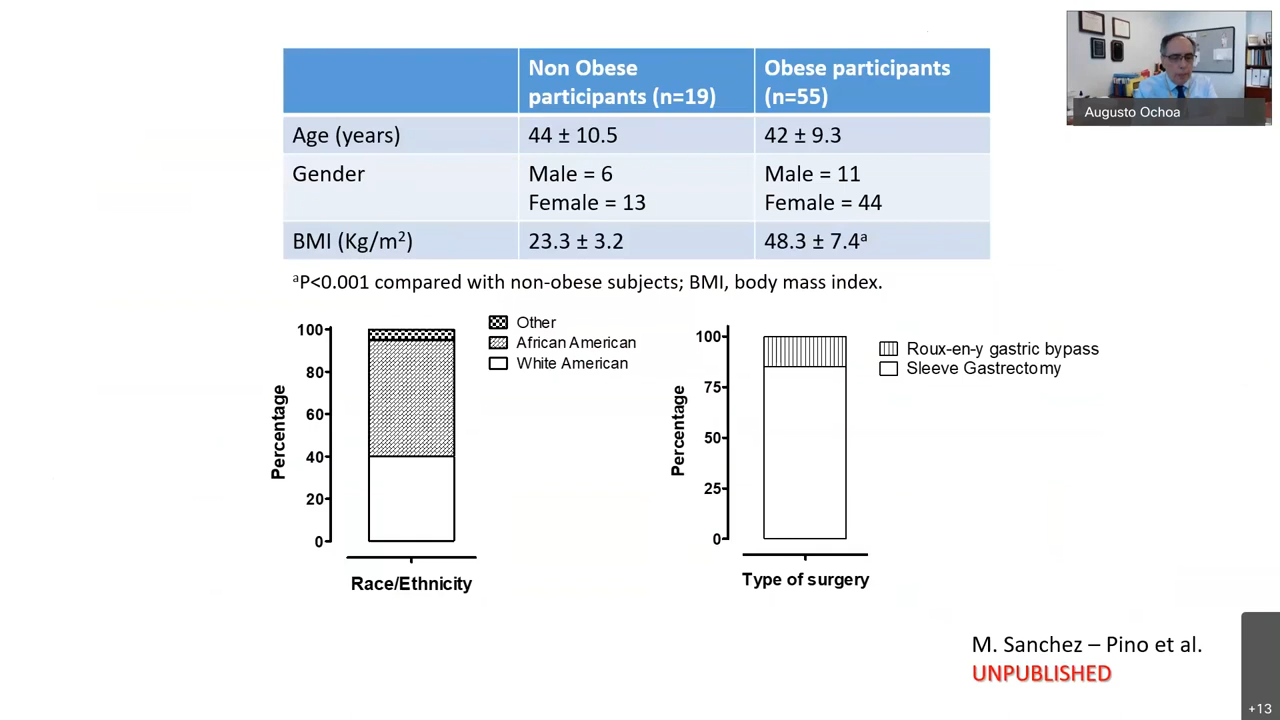 Augusto Ochoa
Non Obese participants (n=19)
Obese participants (n=55)
Age (years)
44 ± 10.5
42 ± 9.3
Gender
Male = 6
Female = 13
Male = 11
Female = 44
BMI (Kg/m²)
23.3 ± 3.2
48.3 ± 7.4ᵃ
ᵃP<0.001 compared with non-obese subjects; BMI, body mass index.
Percentage
100
80
60
40
20
0
Other
African American
White American
Race/Ethnicity
Percentage
100
75
50
25
0
Roux-en-y gastric bypass
Sleeve Gastrectomy
Type of surgery
M. Sanchez – Pino et al.
UNPUBLISHED
+13